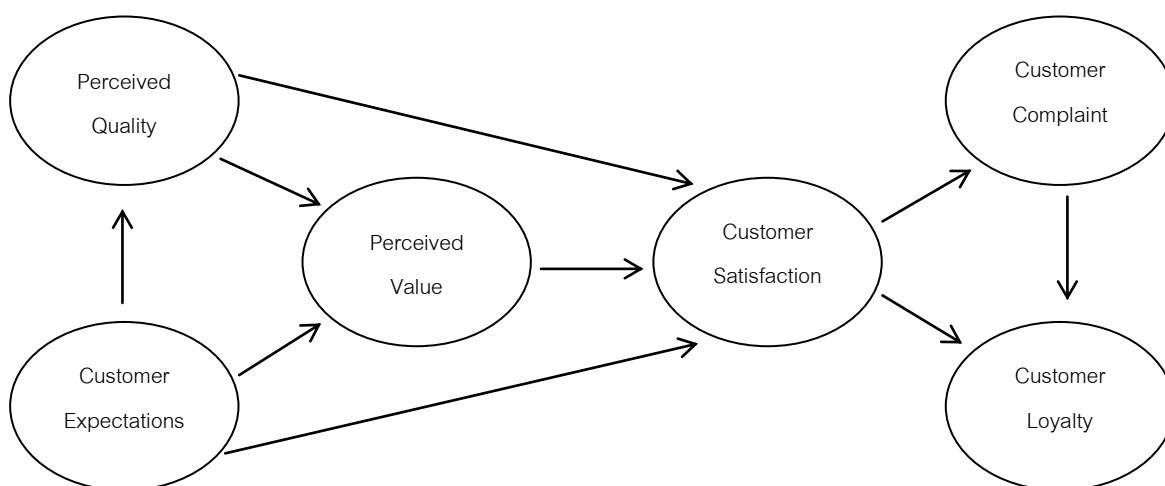 Perceived
Quality
Customer
Complaint
Perceived
Value
Customer
Satisfaction
Customer
Expectations
Customer
Loyalty